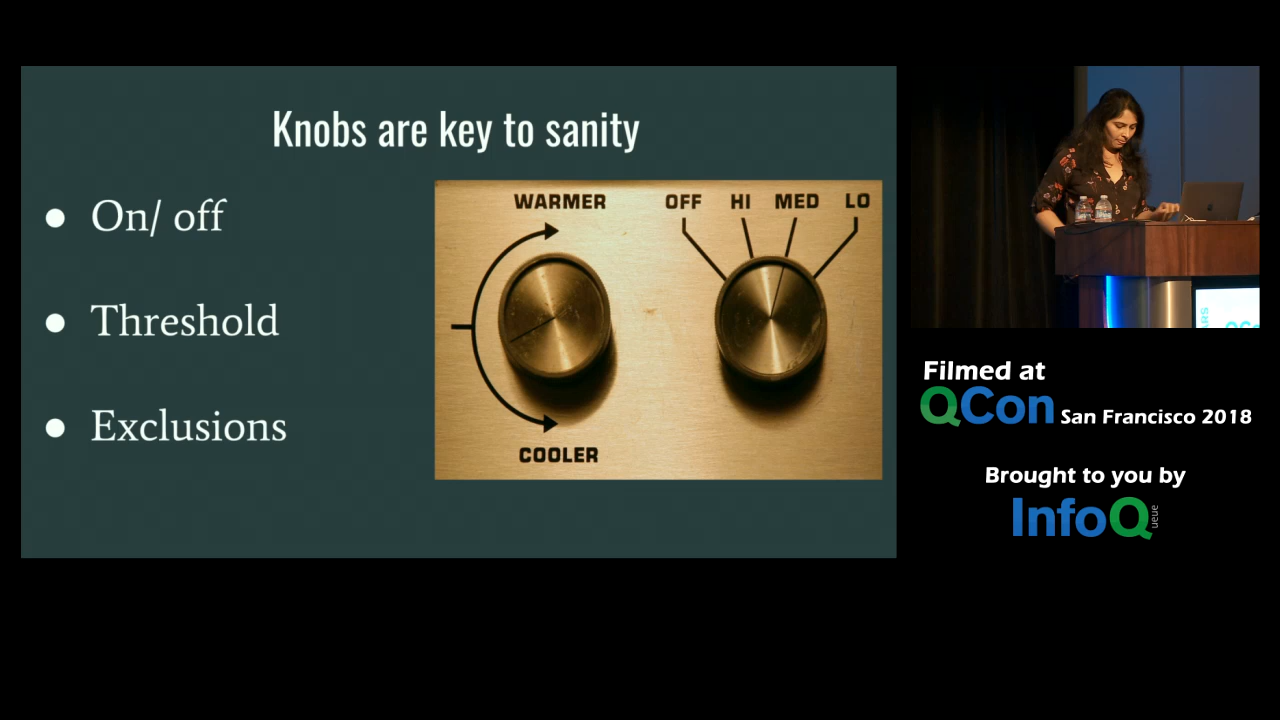 Knobs are key to sanity
● On/ off
● Threshold
● Exclusions
WARMER
COOLER
OFF HI MED LO
Filmed at
QCon San Francisco 2018
Brought to you by
InfoQ
ueue